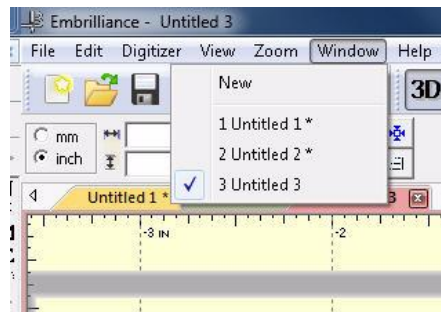 Embrilliance - Untitled 3
File Edit Digitizer View Zoom Window Help
New
3D
mm
1 Untitled 1 *
inch
2 Untitled 2 *
3 Untitled 3
Untitled 1 *
3
-3 IN
-2